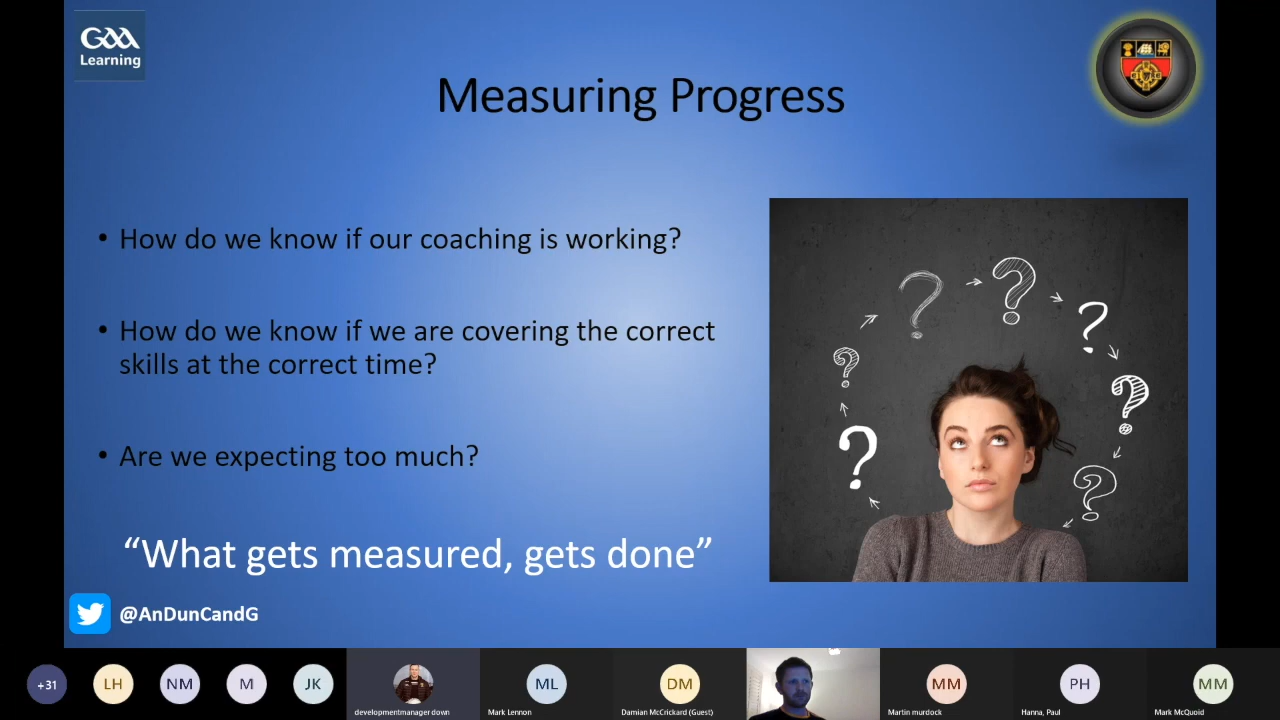 GAA
Learning
Measuring Progress
• How do we know if our coaching is working?
• How do we know if we are covering the correct
skills at the correct time?
• Are we expecting too much?
“What gets measured, gets done”
@AnDunCandG
? ? ? ? ? ? ?
+31
LH
NM
M
JK
developmentmanager down
ML
Mark Lennon
DM
Damian McCrickard (Guest)
MM
Martin murdock
PH
Hanna, Paul
MM
Mark McQuoid